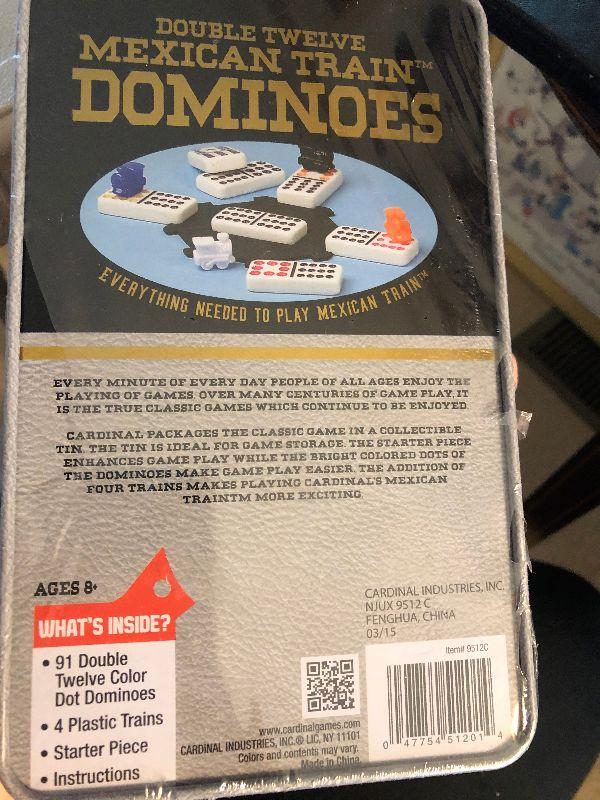 DOUBLE TWELVE
MEXICAN TRAIN™
DOMINOES
EVERYTHING NEEDED TO PLAY MEXICAN TRAIN™
EVERY MINUTE OF EVERY DAY PEOPLE OF ALL AGES ENJOY THE
PLAYING OF GAMES. OVER MANY CENTURIES OF GAME PLAY, IT
IS THE TRUE CLASSIC GAMES WHICH CONTINUE TO BE ENJOYED.
CARDINAL PACKAGES THE CLASSIC GAME IN A COLLECTIBLE
TIN. THE TIN IS IDEAL FOR GAME STORAGE. THE STARTER PIECE
ENHANCES GAME PLAY WHILE THE BRIGHT COLORED DOTS OF
THE DOMINOES MAKE GAME PLAY EASIER. THE ADDITION OF
FOUR TRAINS MAKES PLAYING CARDINAL'S MEXICAN
TRAINTM MORE EXCITING.
AGES 8+
WHAT'S INSIDE?
• 91 Double
Twelve Color
Dot Dominoes
• 4 Plastic Trains
• Starter Piece
• Instructions
CARDINAL INDUSTRIES, INC.
NJUX 9512 C
FENGHUA, CHINA
03/15
Item# 9512C
0 47754 51201 4
www.cardinalgames.com
CARDINAL INDUSTRIES, INC.® LIC, NY 11101
Colors and contents may vary.
Made in China.